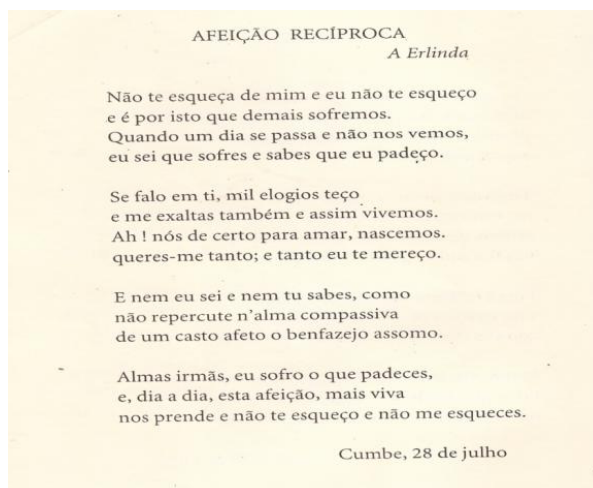 AFEIÇÃO RECÍPROCA
A Erlinda
Não te esqueça de mim e eu não te esqueço
e é por isto que demais sofremos.
Quando um dia se passa e não nos vemos,
eu sei que sofres e sabes que eu padeço.
Se falo em ti, mil elogios teço
e me exaltas também e assim vivemos.
Ah ! nós de certo para amar, nascemos.
queres-me tanto; e tanto eu te mereço.
E nem eu sei e nem tu sabes, como
não repercute n'alma compassiva
de um casto afeto o benfazejo assomo.
Almas irmãs, eu sofro o que padeces,
e, dia a dia, esta afeição, mais viva
nos prende e não te esqueço e não me esqueces.
Cumbe, 28 de julho